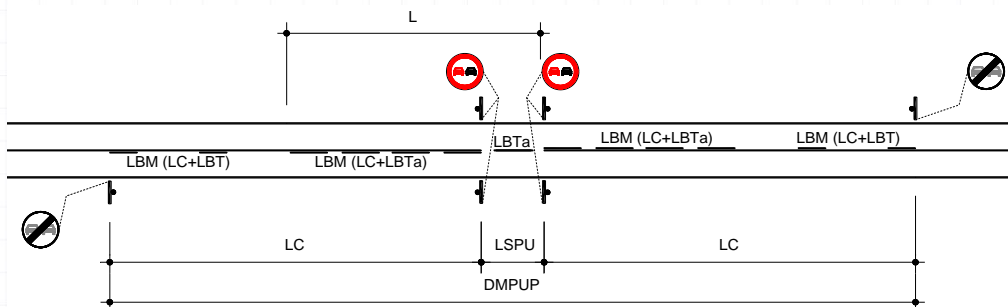 L
LBTa
LBM (LC+LBTa)
LBM (LC+LBT)
LBM (LC+LBT)
LBM (LC+LBTa)
LC
LSPU
LC
DMPUP